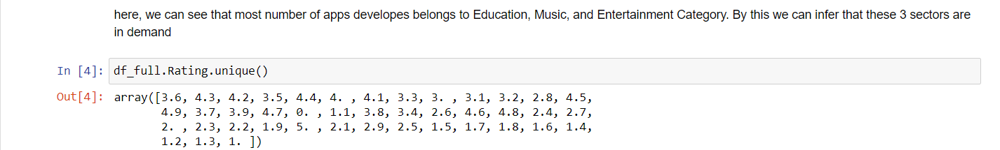 here, we can see that most number of apps developes belongs to Education, Music, and Entertainment Category. By this we can infer that these 3 sectors are
in demand
In [4]: df_full.Rating.unique()
Out[4]: array([3.6, 4.3, 4.2, 3.5, 4.4, 4. , 4.1, 3.3, 3. , 3.1, 3.2, 2.8, 4.5,
4.9, 3.7, 3.9, 4.7, 0. , 1.1, 3.8, 3.4, 2.6, 4.6, 4.8, 2.4, 2.7,
2. , 2.3, 2.2, 1.9, 5. , 2.1, 2.9, 2.5, 1.5, 1.7, 1.8, 1.6, 1.4,
1.2, 1.3, 1. ])